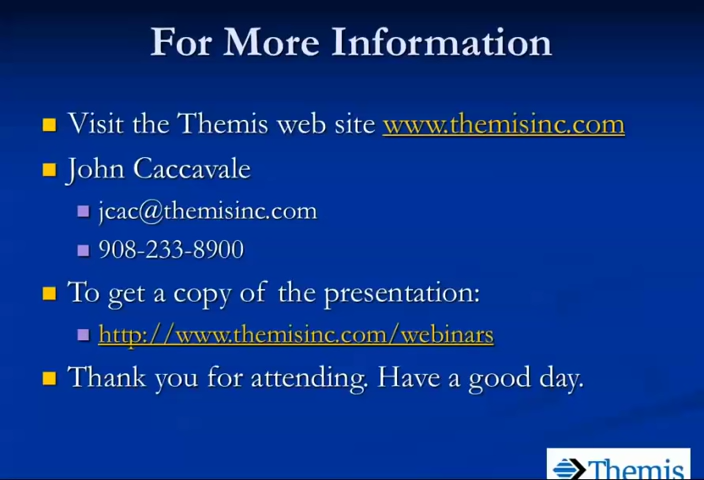 For More Information
Visit the Themis web site www.themisinc.com
John Caccavale
jcac@themisinc.com
908-233-8900
To get a copy of the presentation:
http://www.themisinc.com/webinars
Thank you for attending. Have a good day.
Themis